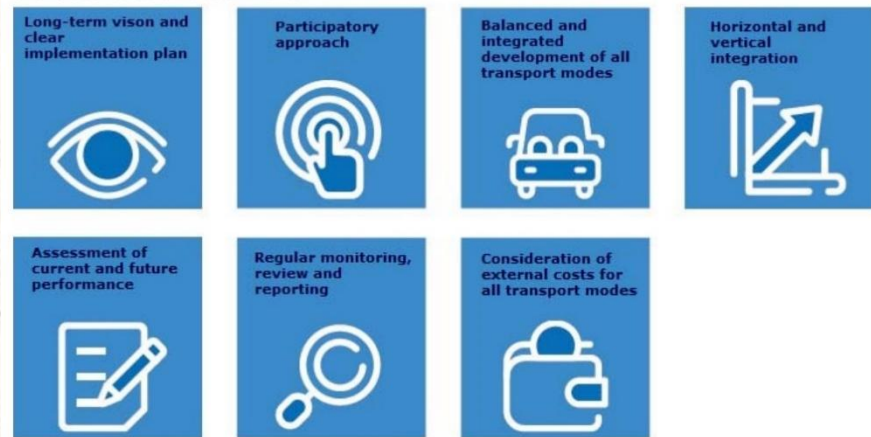 Long-term vison and
clear
implementation plan
Participatory
approach
Balanced and
integrated
development of all
transport modes
Horizontal and
vertical
integration
Assessment of
current and future
performance
Regular monitoring,
review and
reporting
Consideration of
external costs for
all transport modes